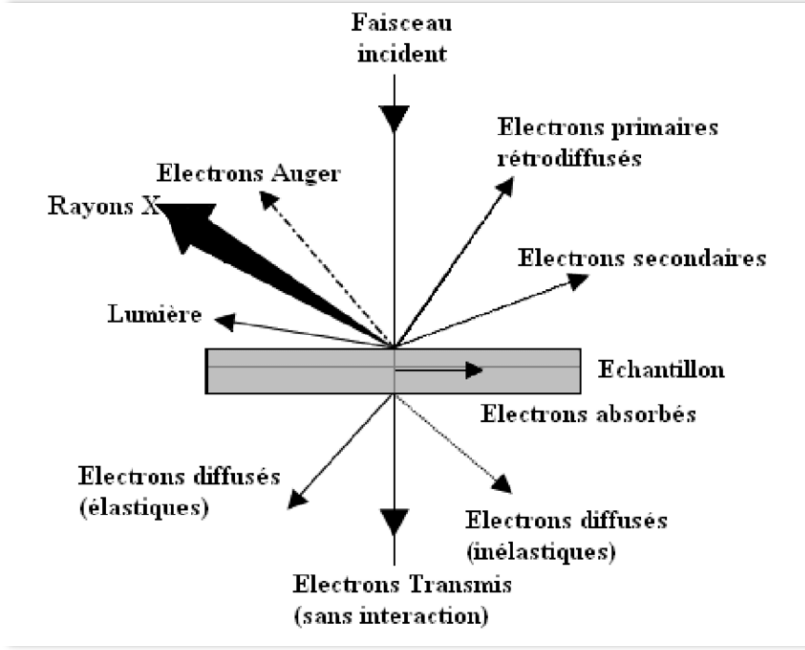 Faisceau
incident
Electrons primaires
rétrodiffusés
Electrons Auger
Rayons X
Electrons secondaires
Lumière
Echantillon
Electrons absorbés
Electrons diffusés
(élastiques)
Electrons diffusés
(inélastiques)
Electrons Transmis
(sans interaction)